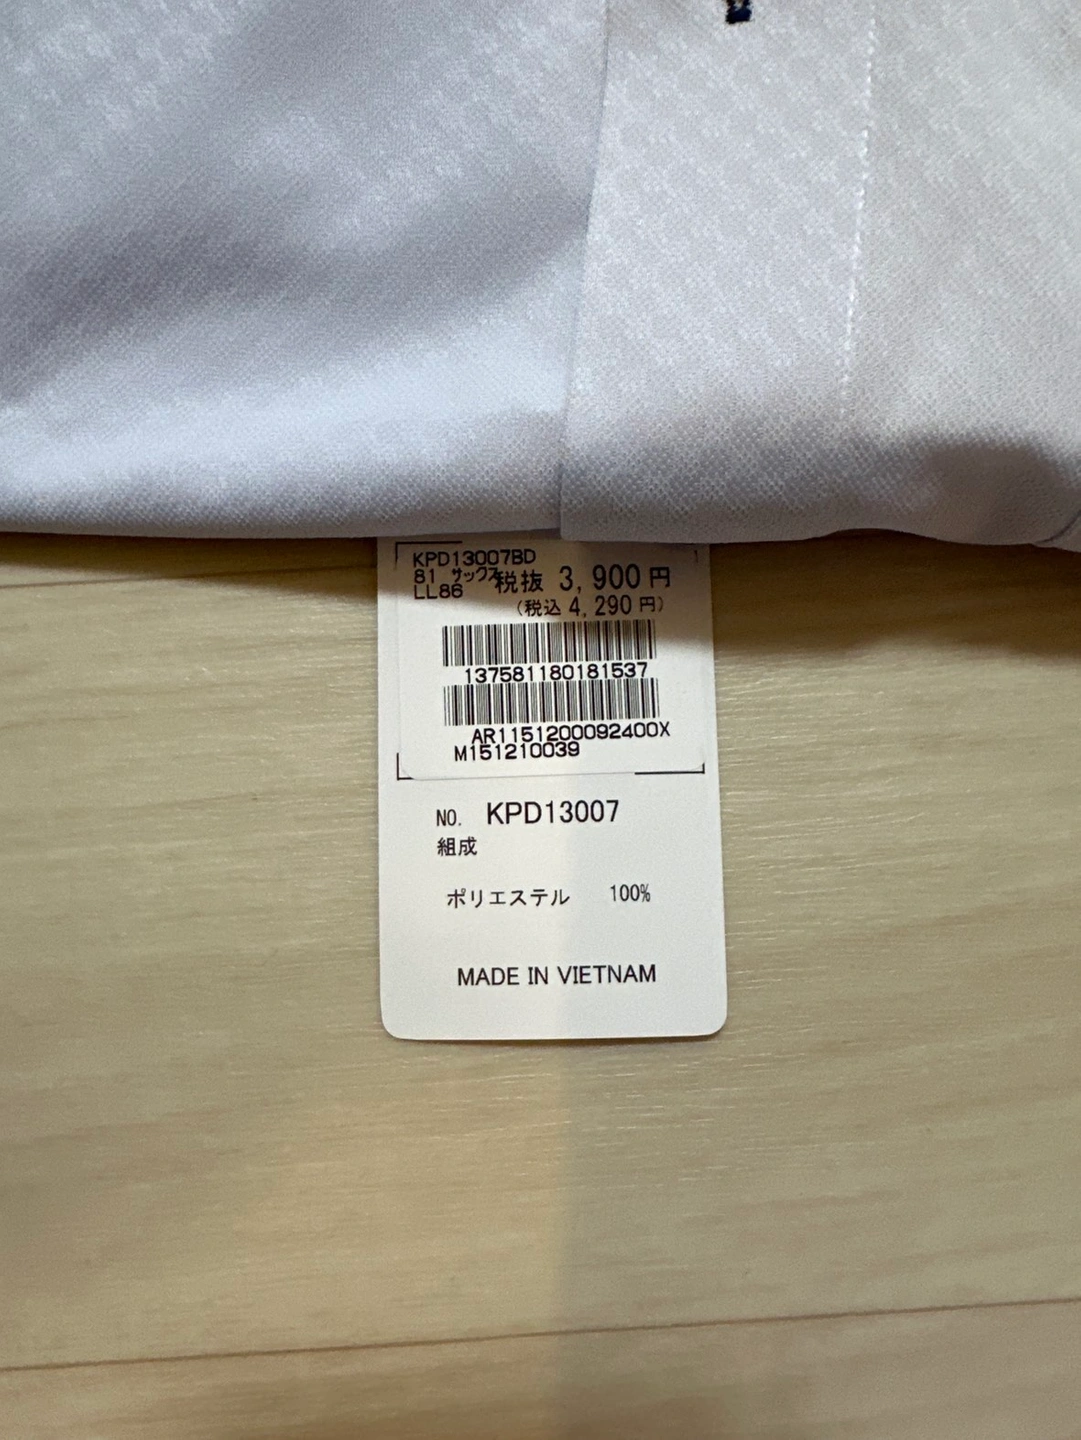 KPD13007BD
81 サックス 税抜 3,900円
LL86 (税込 4,290円)
137581180181537
AR1151200092400X
M151210039
NO. KPD13007
組成
ポリエステル 100%
MADE IN VIETNAM